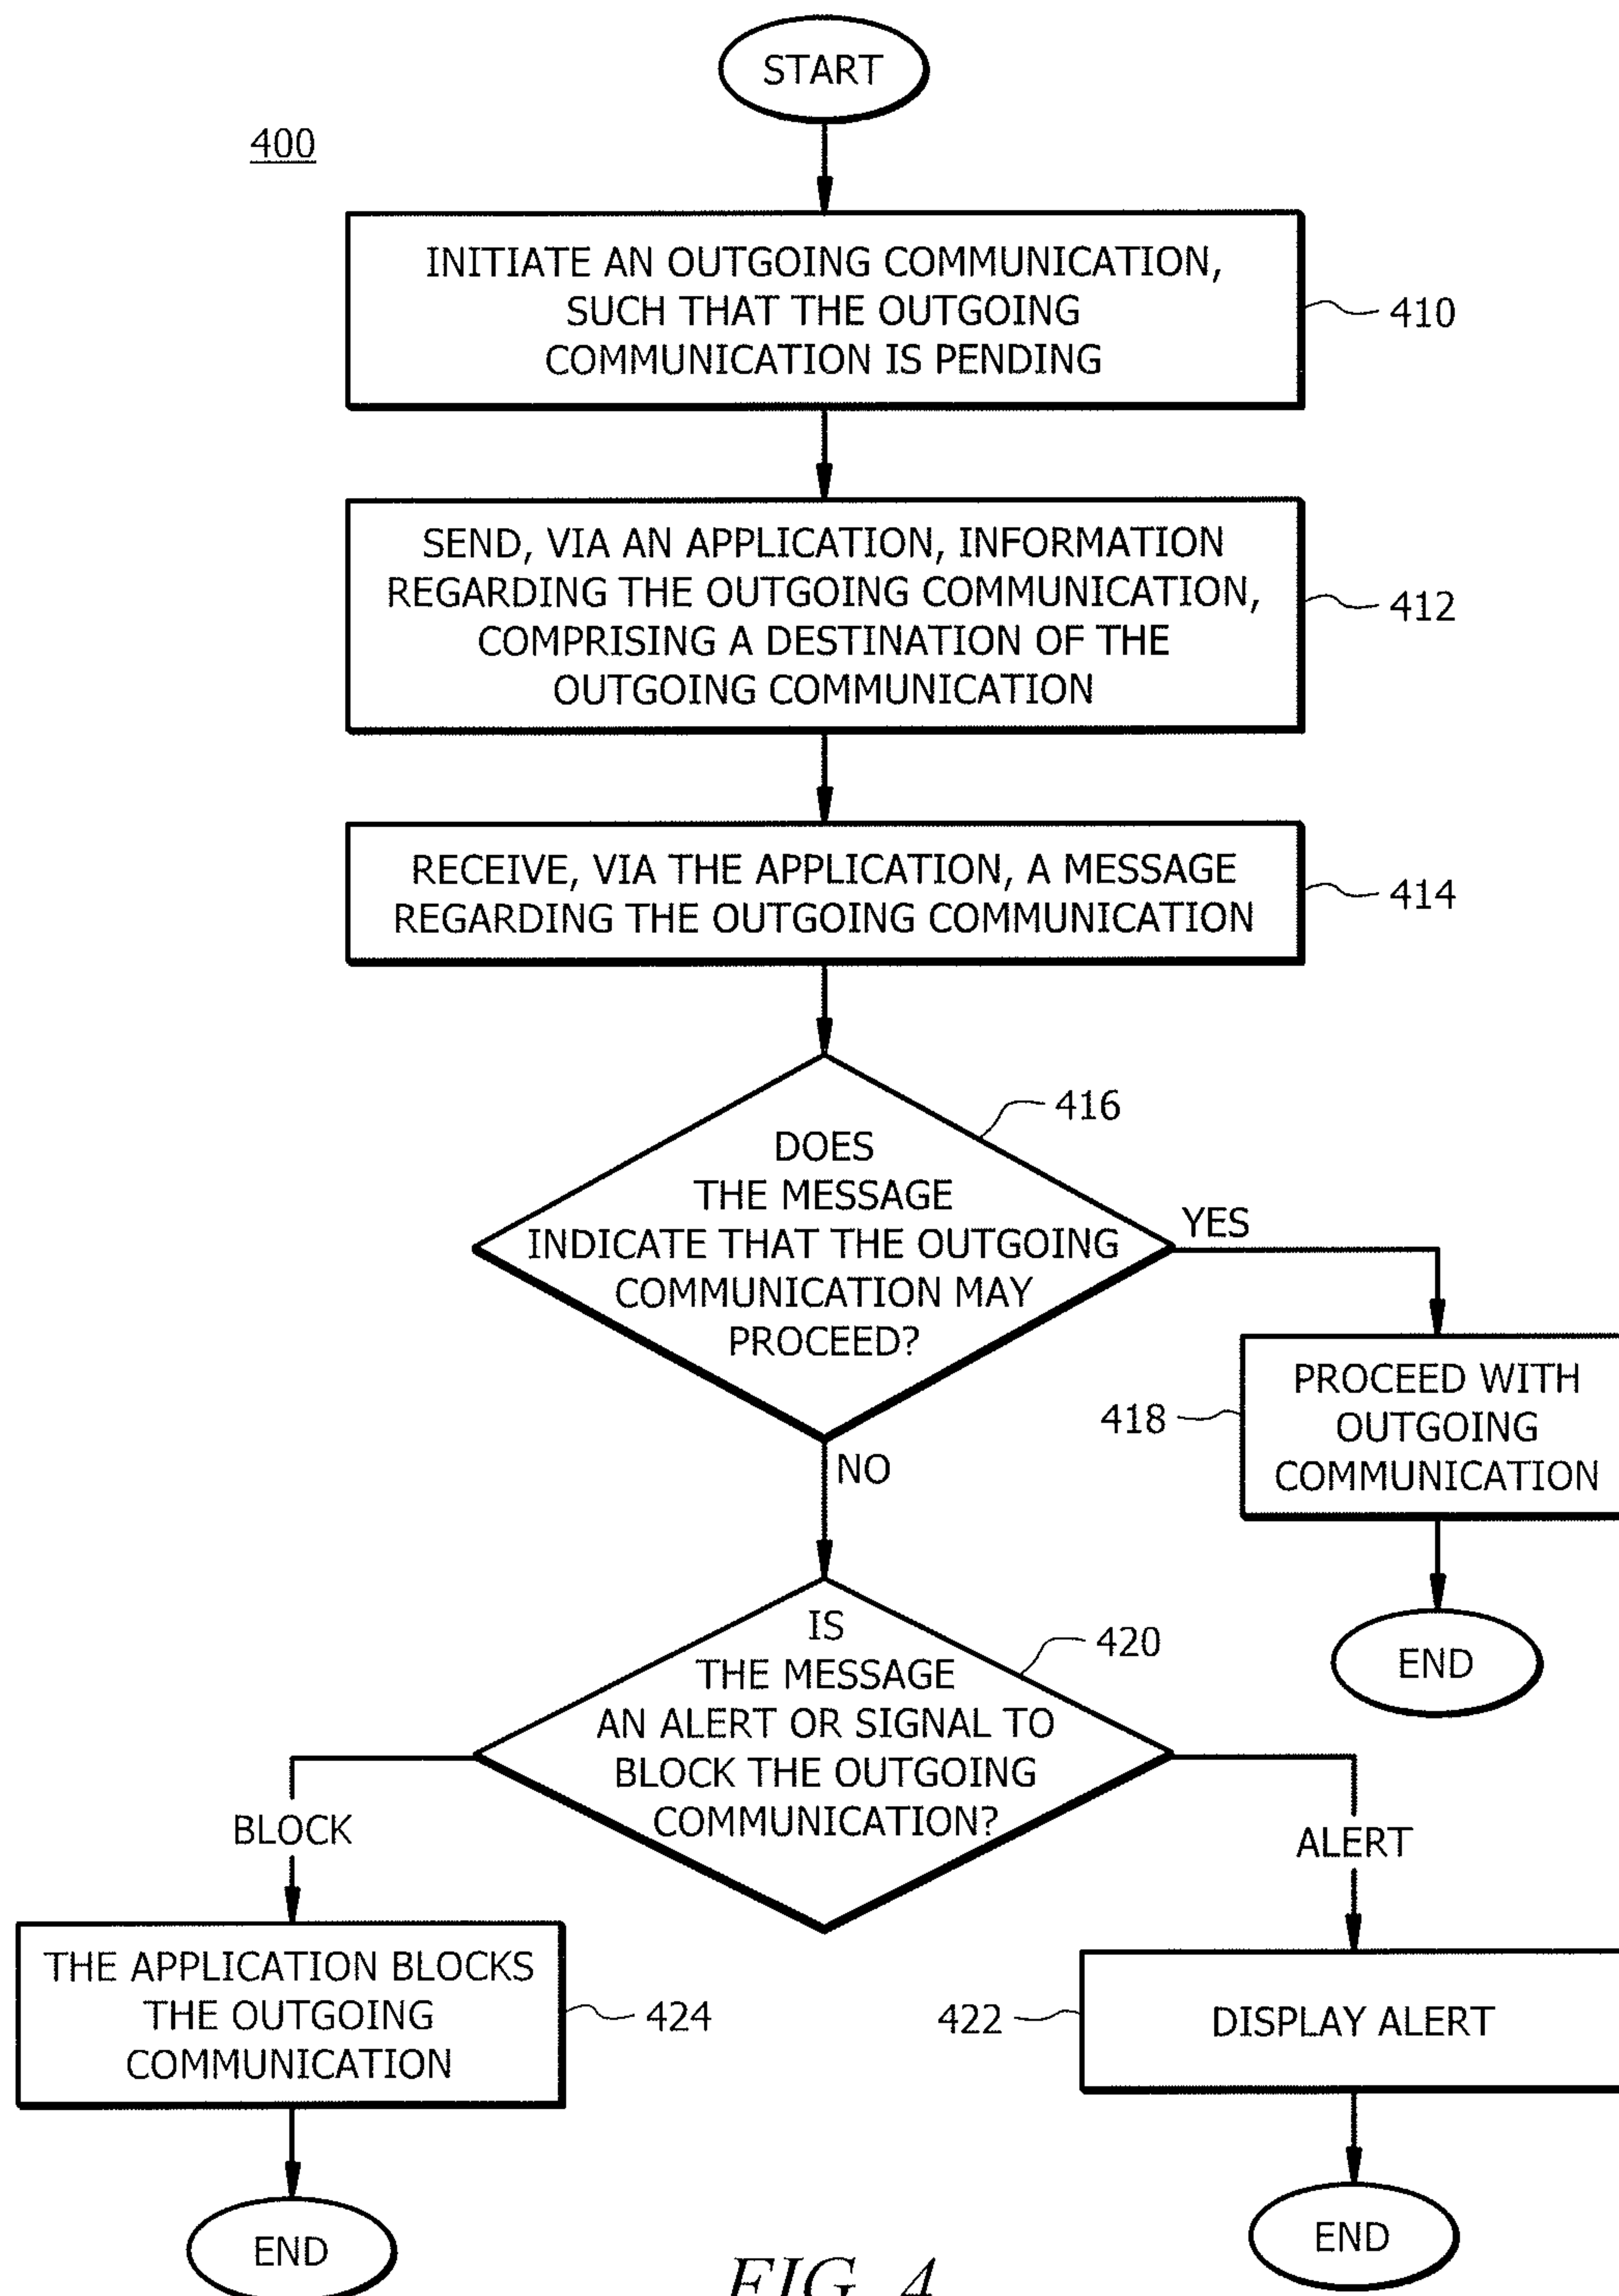 START
400
INITIATE AN OUTGOING COMMUNICATION,
SUCH THAT THE OUTGOING
COMMUNICATION IS PENDING
410
SEND, VIA AN APPLICATION, INFORMATION
REGARDING THE OUTGOING COMMUNICATION,
COMPRISING A DESTINATION OF THE
OUTGOING COMMUNICATION
412
RECEIVE, VIA THE APPLICATION, A MESSAGE
REGARDING THE OUTGOING COMMUNICATION
414
416
DOES
THE MESSAGE
INDICATE THAT THE OUTGOING
COMMUNICATION MAY
PROCEED?
YES
418
PROCEED WITH
OUTGOING
COMMUNICATION
END
NO
420
IS
THE MESSAGE
AN ALERT OR SIGNAL TO
BLOCK THE OUTGOING
COMMUNICATION?
BLOCK
ALERT
THE APPLICATION BLOCKS
THE OUTGOING
COMMUNICATION
424
422
DISPLAY ALERT
END
END
FIG. 4